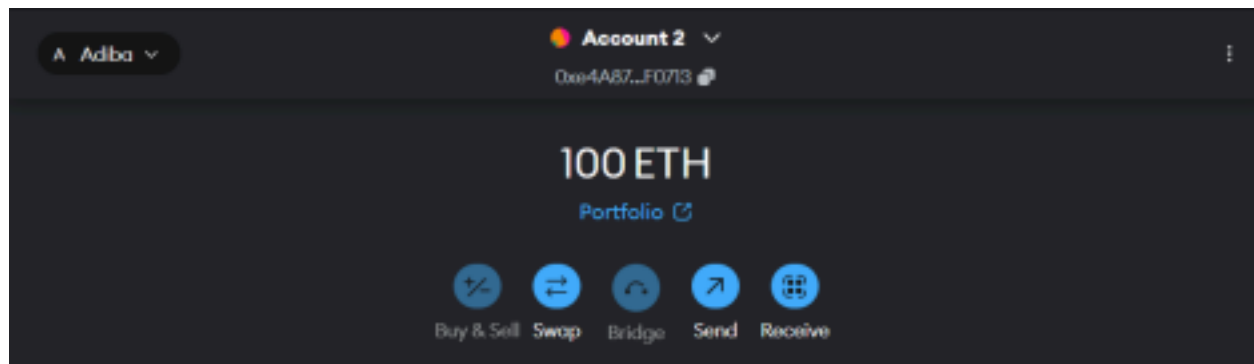 A Adiba
Account 2
0xe4A87...F0713
100 ETH
Portfolio
Buy & Sell Swap Bridge Send Receive